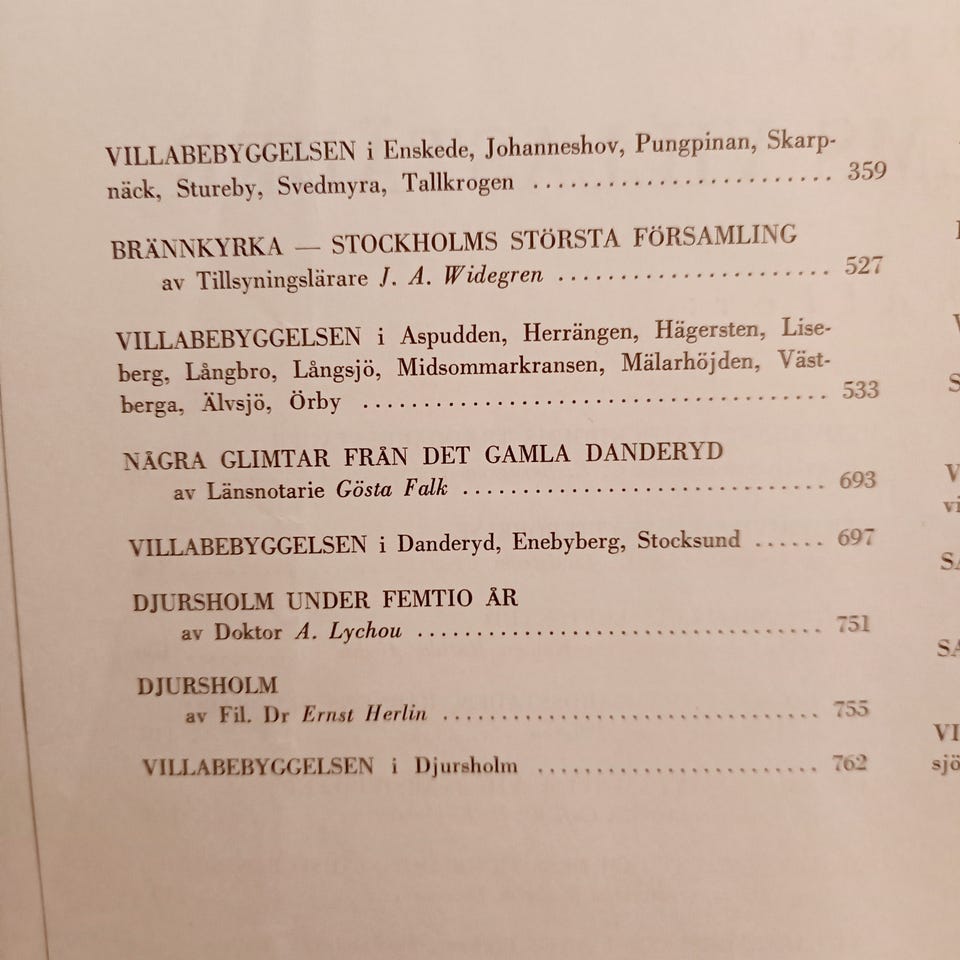 VILLABEBYGGELSEN i Enskede, Johanneshov, Pungpinan, Skarp-
näck, Stureby, Svedmyra, Tallkrogen ........................ 359
BRÄNNKYRKA — STOCKHOLMS STÖRSTA FÖRSAMLING
av Tillsyningslärare J. A. Widegren ...................... 527
VILLABEBYGGELSEN i Aspudden, Herrängen, Hägersten, Lise-
berg, Långbro, Långsjö, Midsommarkransen, Mälarhöjden, Väst-
berga, Älvsjö, Örby ..................................... 533
NÅGRA GLIMTAR FRÅN DET GAMLA DANDERYD
av Länsnotarie Gösta Falk ............................. 693
VILLABEBYGGELSEN i Danderyd, Enebyberg, Stocksund ...... 697
DJURSHOLM UNDER FEMTIO ÅR
av Doktor A. Lychou ................................. 751
DJURSHOLM
av Fil. Dr Ernst Herlin ............................... 755
VILLABEBYGGELSEN i Djursholm ....................... 762